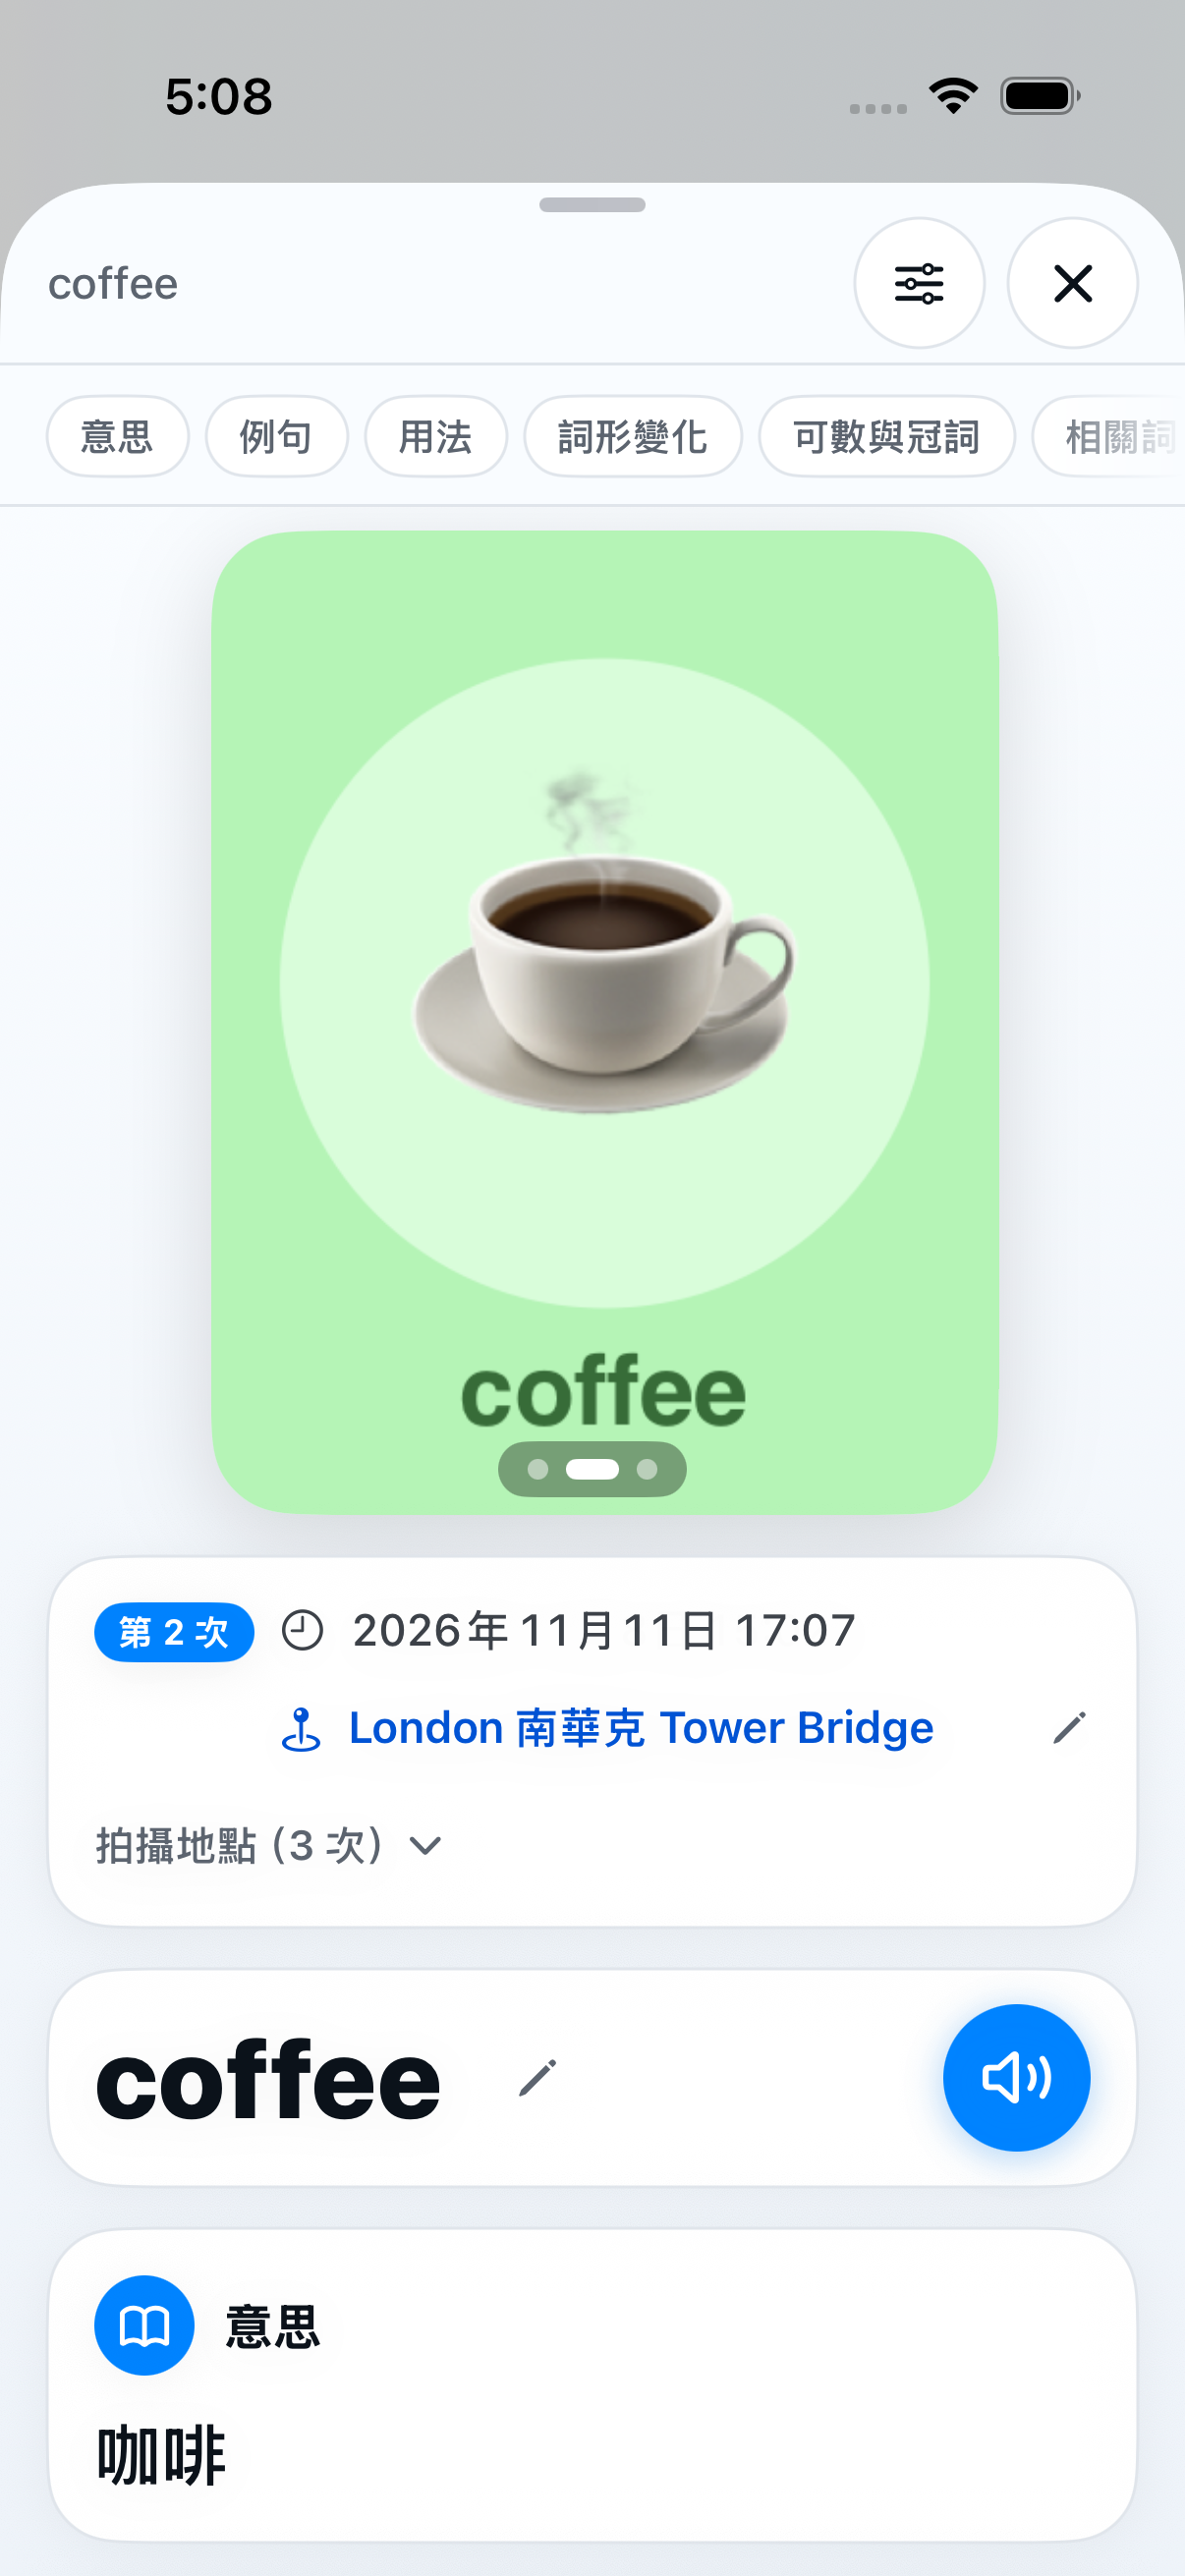 5:08
coffee
意思
例句
用法
詞形變化
可數與冠詞
相關詞
coffee
第 2 次
2026年 11月11日 17:07
London 南華克 Tower Bridge
拍攝地點 (3 次)
coffee
意思
咖啡